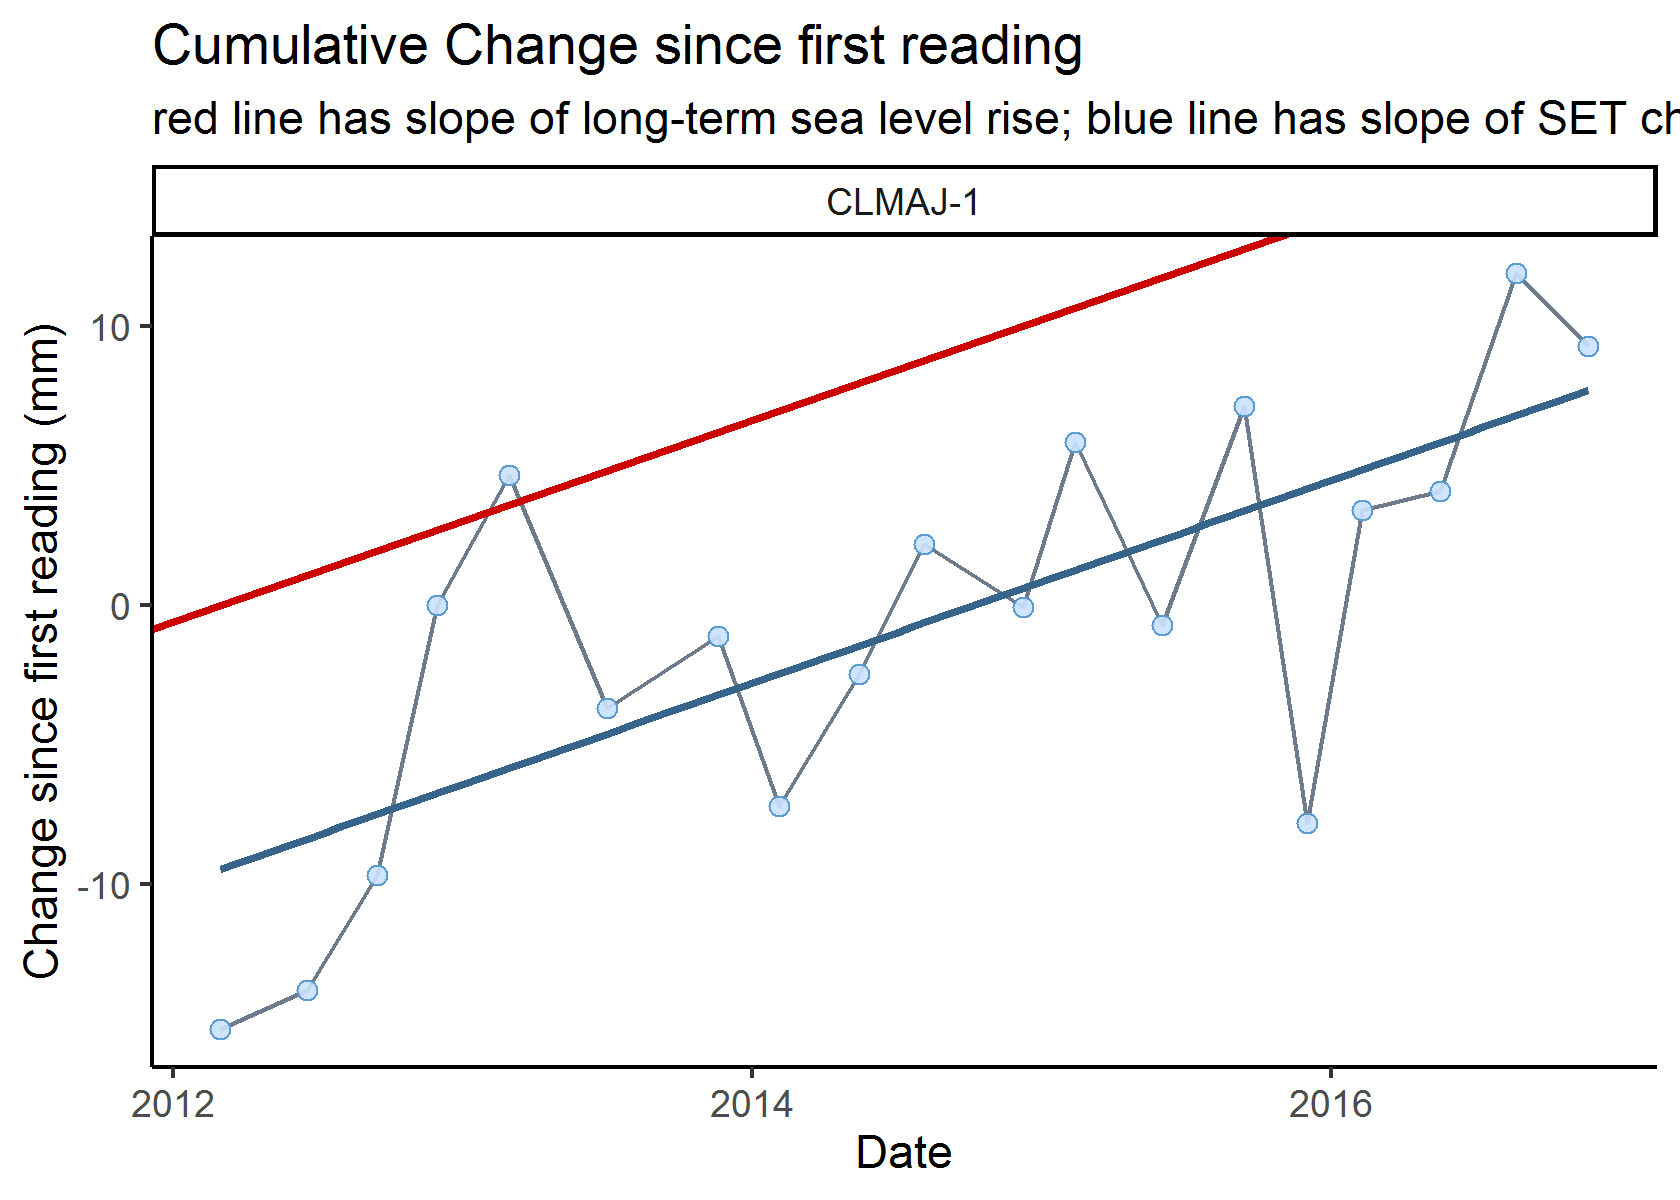 Cumulative Change since first reading
red line has slope of long-term sea level rise; blue line has slope of SET ch
CLMAJ-1
Change since first reading (mm)
10
0
-10
2012
2014
2016
Date